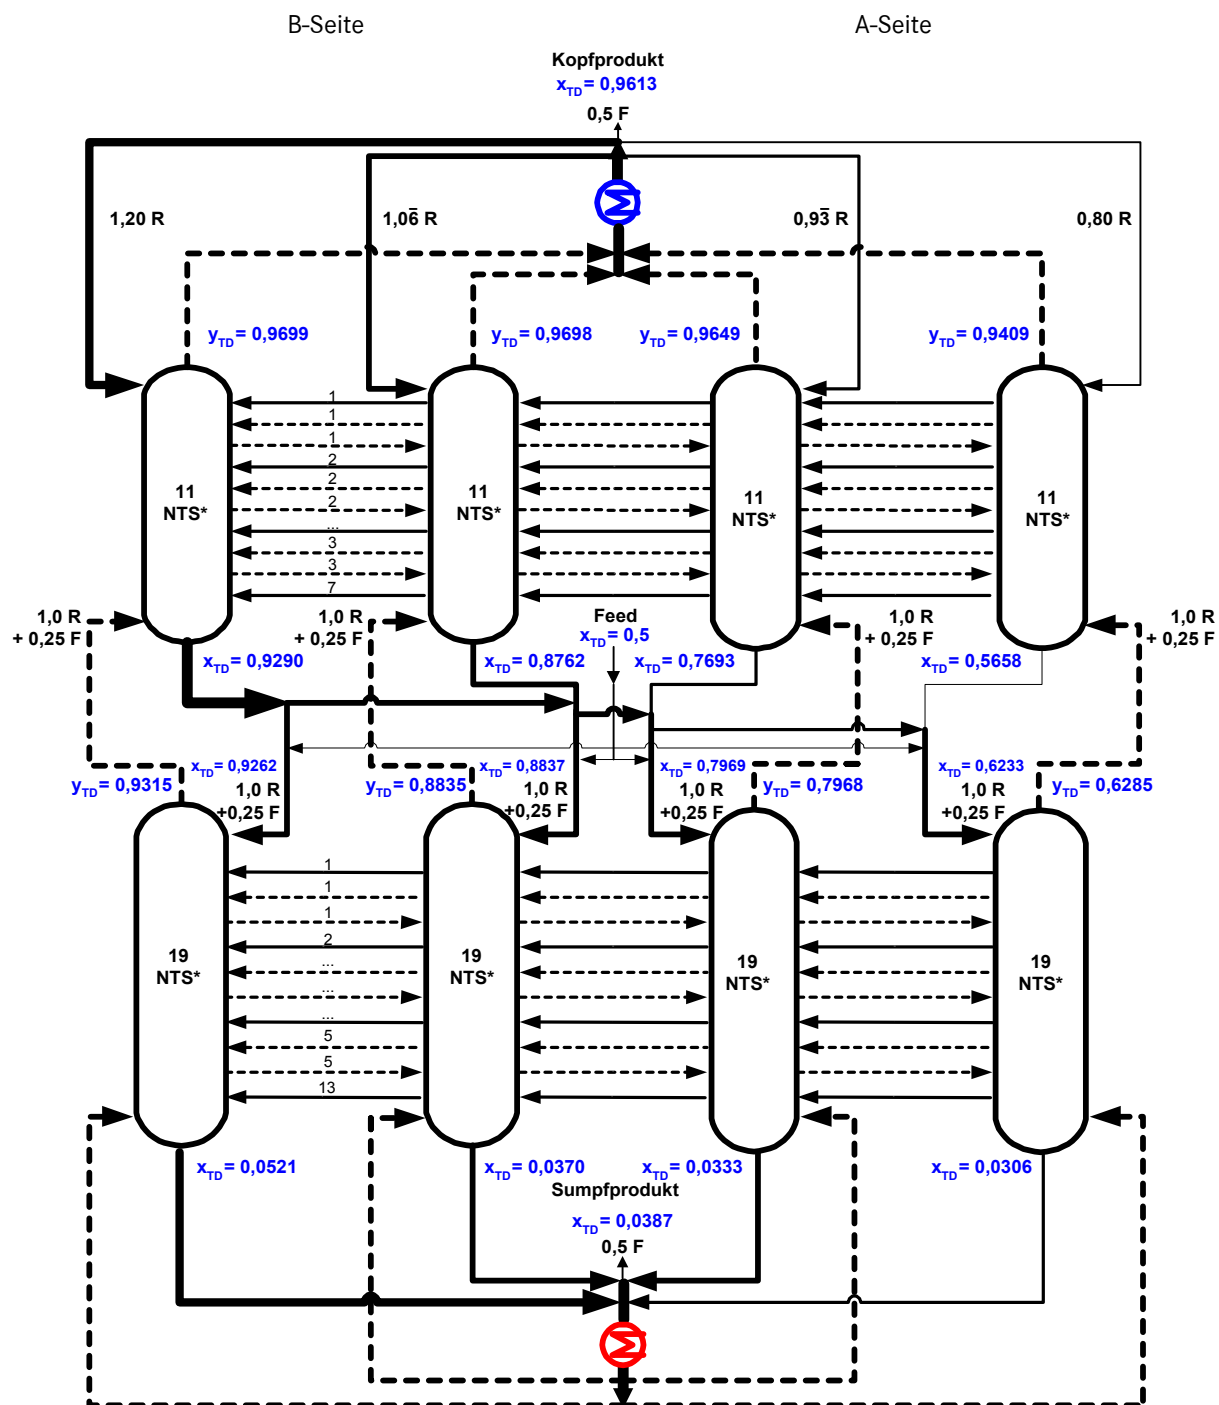 B-Seite
A-Seite
Kopfprodukt
x_TD = 0,9613
0,5 F
1,20 R
1,06̅ R
0,93̅ R
0,80 R
y_TD = 0,9699
y_TD = 0,9698
y_TD = 0,9649
y_TD = 0,9409
1
1
1
2
2
2
...
3
3
7
11
NTS*
11
NTS*
11
NTS*
11
NTS*
1,0 R
+ 0,25 F
1,0 R
+ 0,25 F
Feed
x_TD = 0,5
1,0 R
+ 0,25 F
1,0 R
+ 0,25 F
x_TD = 0,9290
x_TD = 0,8762
x_TD = 0,7693
x_TD = 0,5658
x_TD = 0,9262
x_TD = 0,8837
x_TD = 0,7969
x_TD = 0,6233
y_TD = 0,9315
y_TD = 0,8835
y_TD = 0,7968
y_TD = 0,6285
1,0 R
+0,25 F
1,0 R
+0,25 F
1,0 R
+0,25 F
1,0 R
+0,25 F
1
1
1
2
...
...
...
5
5
13
19
NTS*
19
NTS*
19
NTS*
19
NTS*
x_TD = 0,0521
x_TD = 0,0370
x_TD = 0,0333
x_TD = 0,0306
Sumpfprodukt
x_TD = 0,0387
0,5 F